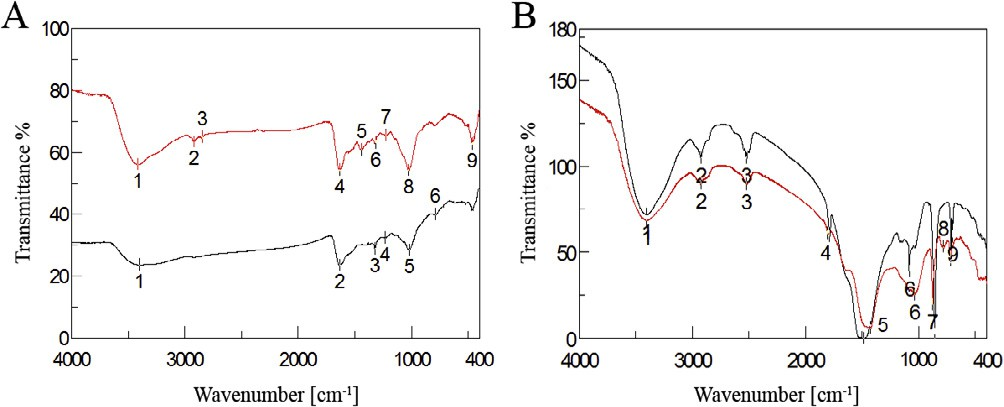 A
100
80
60
40
20
0
Transmittance %
4000 3000 2000 1000 400
Wavenumber [cm-1]
1 2 3 4 5 6 7 8 9
1 2 3 4 5 6
B
180
150
100
50
0
Transmittance %
4000 3000 2000 1000 400
Wavenumber [cm-1]
1 2 3 6 8 9
2 3 4 5 6 7